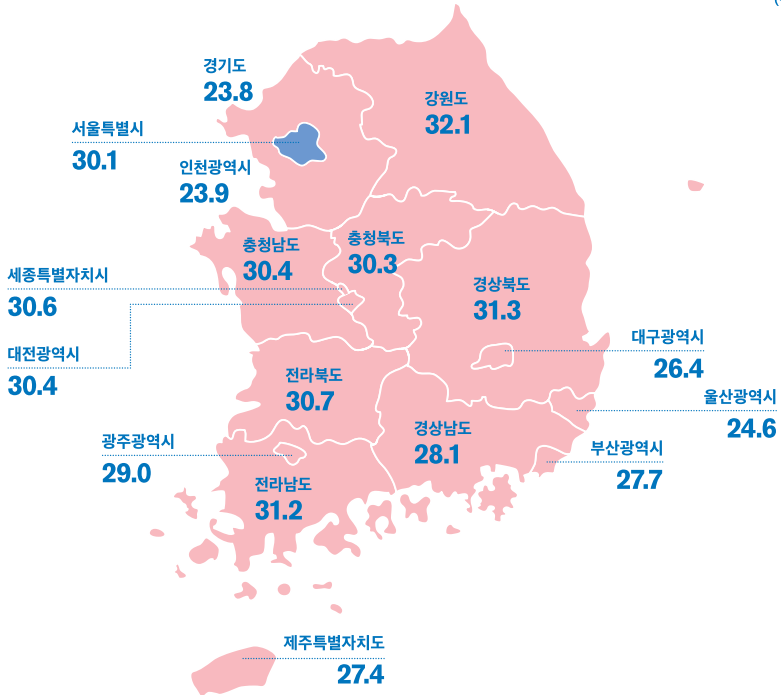 경기도
23.8
강원도
32.1
서울특별시
30.1
인천광역시
23.9
충청남도
30.4
충청북도
30.3
세종특별자치시
30.6
경상북도
31.3
대전광역시
30.4
대구광역시
26.4
전라북도
30.7
울산광역시
24.6
경상남도
28.1
광주광역시
29.0
부산광역시
27.7
전라남도
31.2
제주특별자치도
27.4